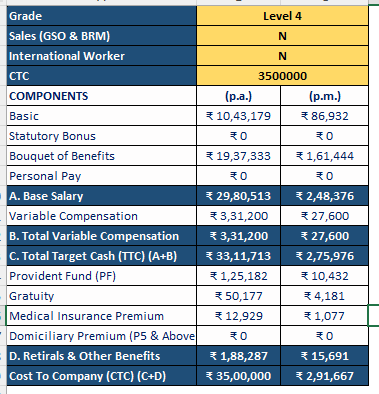 Grade Level 4
Sales (GSO & BRM) N
International Worker N
CTC 3500000
COMPONENTS (p.a.) (p.m.)
Basic ₹ 10,43,179 ₹ 86,932
Statutory Bonus ₹ 0 ₹ 0
Bouquet of Benefits ₹ 19,37,333 ₹ 1,61,444
Personal Pay ₹ 0 ₹ 0
A. Base Salary ₹ 29,80,513 ₹ 2,48,376
Variable Compensation ₹ 3,31,200 ₹ 27,600
B. Total Variable Compensation ₹ 3,31,200 ₹ 27,600
C. Total Target Cash (TTC) (A+B) ₹ 33,11,713 ₹ 2,75,976
Provident Fund (PF) ₹ 1,25,182 ₹ 10,432
Gratuity ₹ 50,177 ₹ 4,181
Medical Insurance Premium ₹ 12,929 ₹ 1,077
Domiciliary Premium (P5 & Above ₹ 0 ₹ 0
D. Retirals & Other Benefits ₹ 1,88,287 ₹ 15,691
Cost To Company (CTC) (C+D) ₹ 35,00,000 ₹ 2,91,667